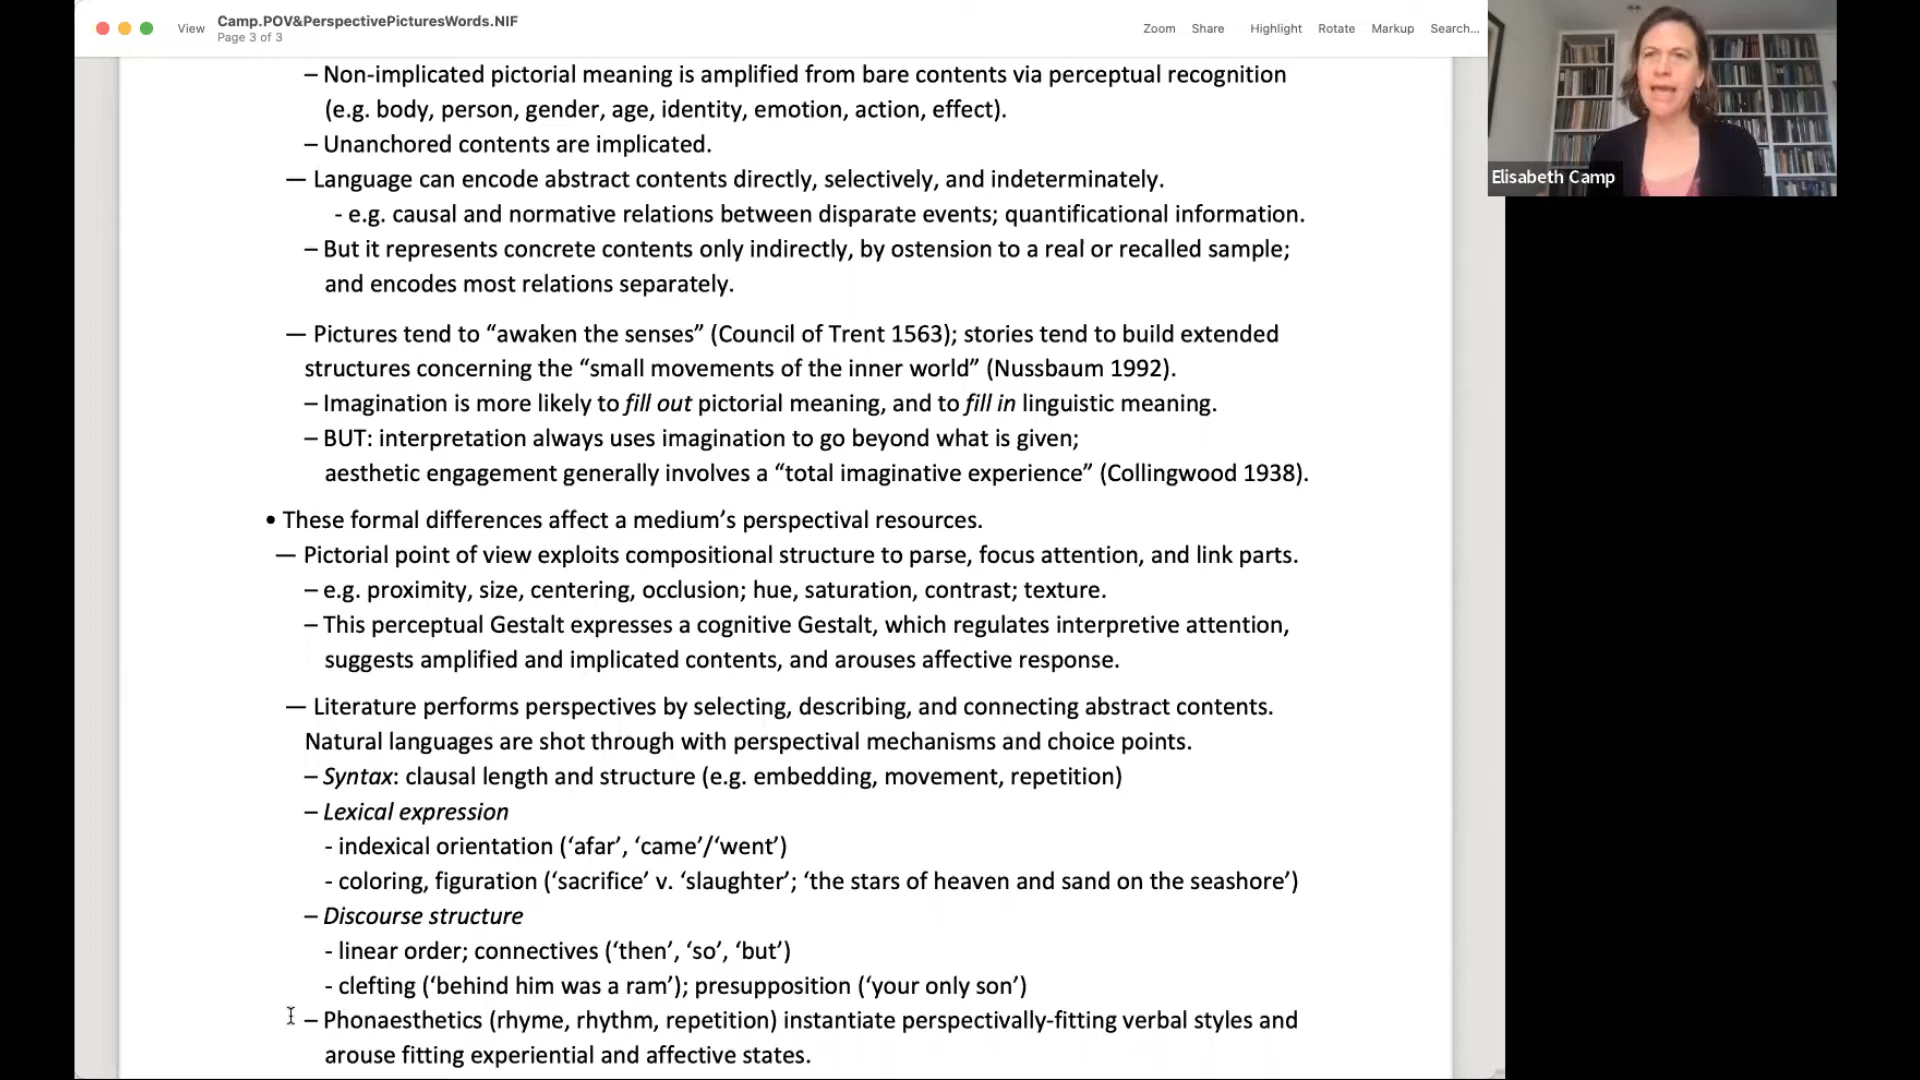 View
Camp.POV&PerspectivePicturesWords.NIF
Page 3 of 3
Zoom Share Highlight Rotate Markup Search...
– Non-implicated pictorial meaning is amplified from bare contents via perceptual recognition
(e.g. body, person, gender, age, identity, emotion, action, effect).
– Unanchored contents are implicated.
— Language can encode abstract contents directly, selectively, and indeterminately.
- e.g. causal and normative relations between disparate events; quantificational information.
– But it represents concrete contents only indirectly, by ostension to a real or recalled sample;
and encodes most relations separately.
— Pictures tend to “awaken the senses” (Council of Trent 1563); stories tend to build extended
structures concerning the “small movements of the inner world” (Nussbaum 1992).
– Imagination is more likely to fill out pictorial meaning, and to fill in linguistic meaning.
– BUT: interpretation always uses imagination to go beyond what is given;
aesthetic engagement generally involves a “total imaginative experience” (Collingwood 1938).
• These formal differences affect a medium’s perspectival resources.
— Pictorial point of view exploits compositional structure to parse, focus attention, and link parts.
– e.g. proximity, size, centering, occlusion; hue, saturation, contrast; texture.
– This perceptual Gestalt expresses a cognitive Gestalt, which regulates interpretive attention,
suggests amplified and implicated contents, and arouses affective response.
— Literature performs perspectives by selecting, describing, and connecting abstract contents.
Natural languages are shot through with perspectival mechanisms and choice points.
– Syntax: clausal length and structure (e.g. embedding, movement, repetition)
– Lexical expression
- indexical orientation (‘afar’, ‘came’/‘went’)
- coloring, figuration (‘sacrifice’ v. ‘slaughter’; ‘the stars of heaven and sand on the seashore’)
– Discourse structure
- linear order; connectives (‘then’, ‘so’, ‘but’)
- clefting (‘behind him was a ram’); presupposition (‘your only son’)
– Phonaesthetics (rhyme, rhythm, repetition) instantiate perspectivally-fitting verbal styles and
arouse fitting experiential and affective states.
Elisabeth Camp